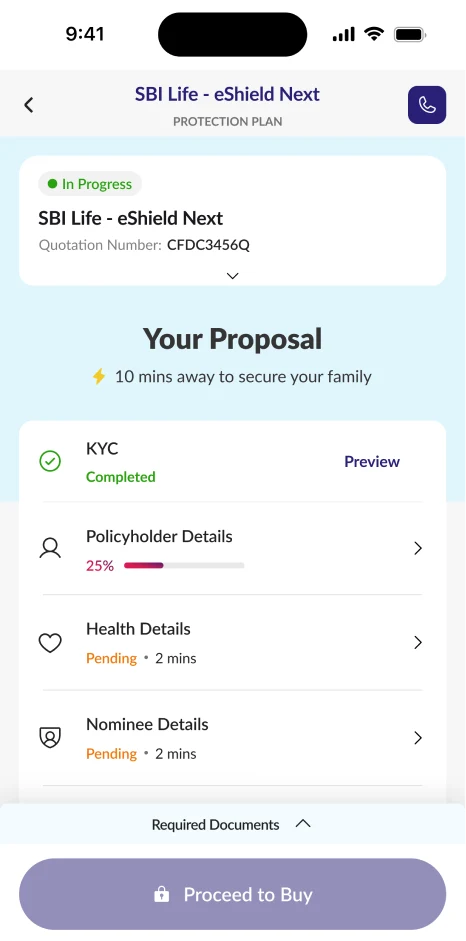 9:41
SBI Life - eShield Next
PROTECTION PLAN
In Progress
SBI Life - eShield Next
Quotation Number: CFDC3456Q
Your Proposal
10 mins away to secure your family
KYC
Completed
Preview
Policyholder Details
25%
Health Details
Pending • 2 mins
Nominee Details
Pending • 2 mins
Required Documents
Proceed to Buy